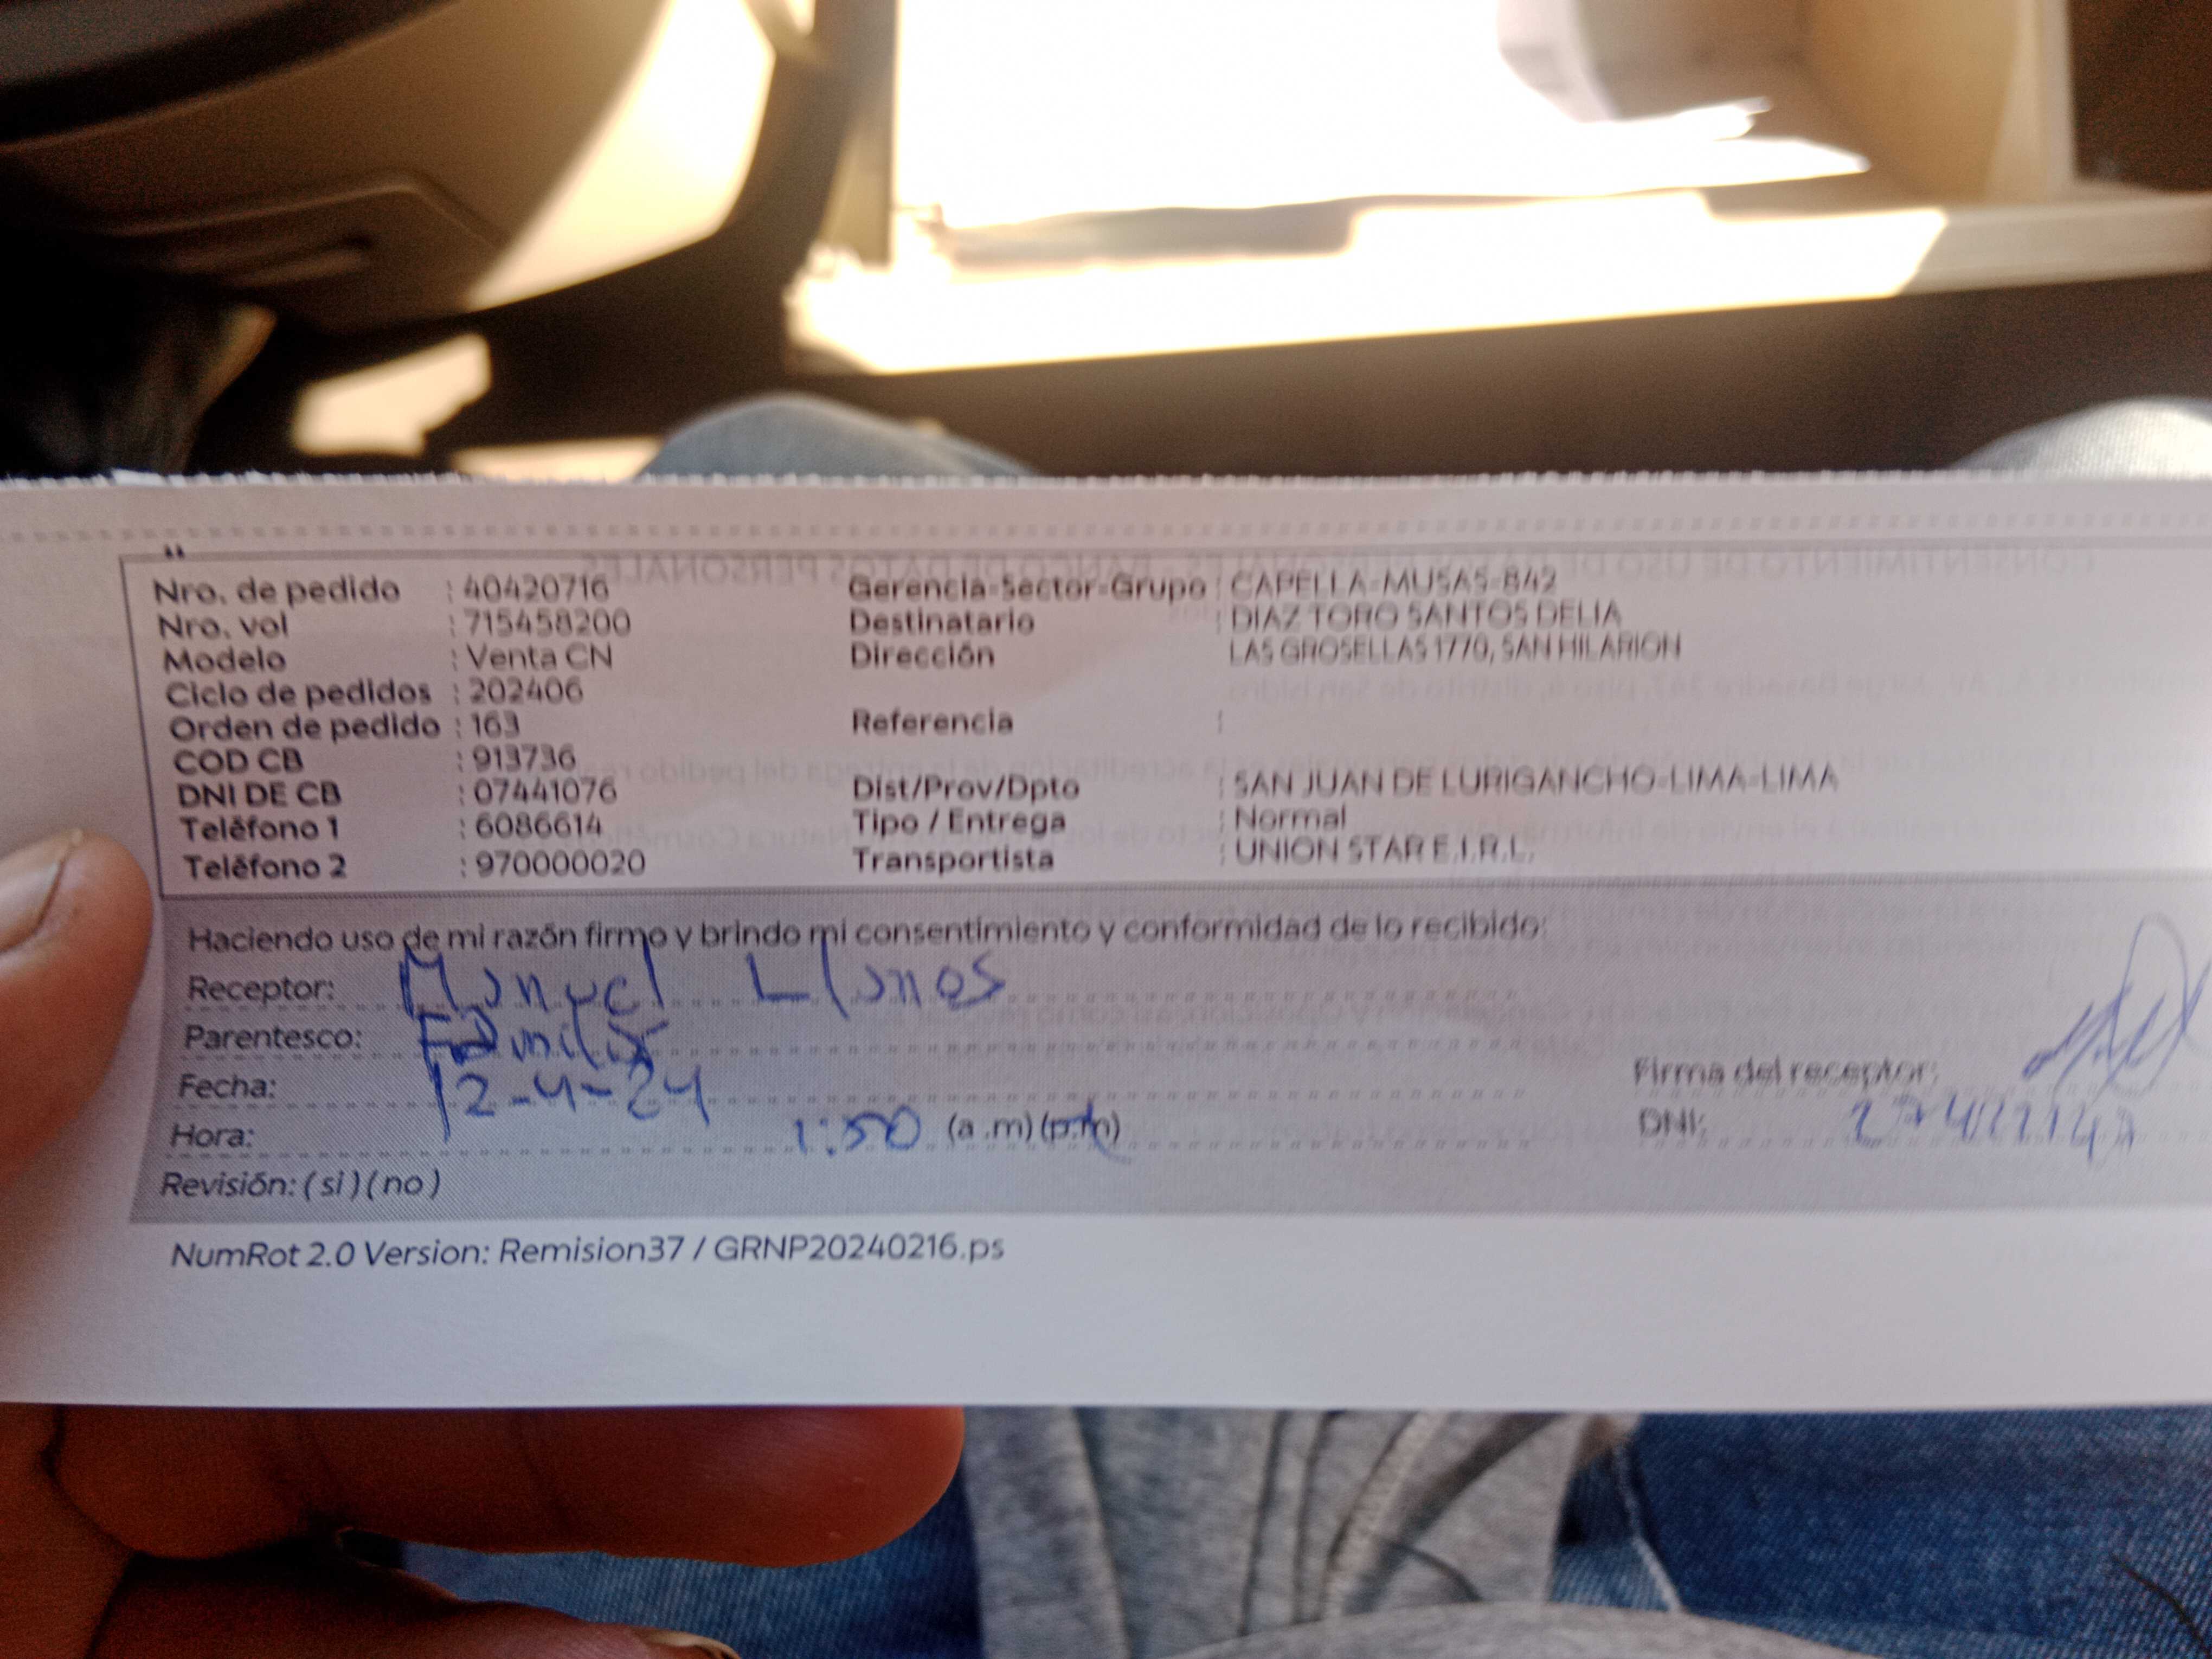 Nro. de pedido : 40420716 Gerencia-Sector-Grupo : CAPELLA-MUSAS-842
Nro. vol : 715458200 Destinatario : DIAZ TORO SANTOS DELIA
Modelo : Venta CN Dirección LAS GROSELLAS 1770, SAN HILARION
Ciclo de pedidos : 202406
Orden de pedido : 163 Referencia :
COD CB : 913736
DNI DE CB : 07441076 Dist/Prov/Dpto : SAN JUAN DE LURIGANCHO-LIMA-LIMA
Teléfono 1 : 6086614 Tipo / Entrega : Normal
Teléfono 2 : 970000020 Transportista : UNION STAR E.I.R.L.
Haciendo uso de mi razón firmo y brindo mi consentimiento y conformidad de lo recibido:
Receptor: Manuel Llanos
Parentesco: Familiar
Fecha: 12-4-24 Firma del receptor:
Hora: 1:50 (a .m) (p.m) DNI:
Revisión: ( si ) ( no )
NumRot 2.0 Version: Remision37 / GRNP20240216.ps